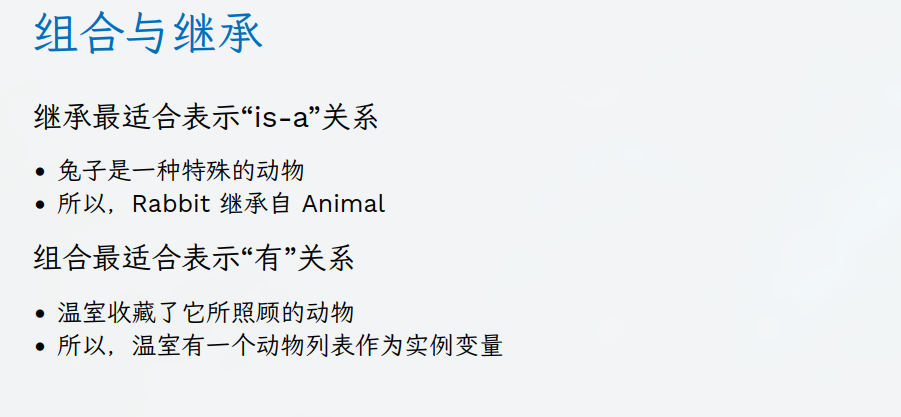 组合与继承
继承最适合表示“is-a”关系
• 兔子是一种特殊的动物
• 所以，Rabbit 继承自 Animal
组合最适合表示“有”关系
• 温室收藏了它所照顾的动物
• 所以，温室有一个动物列表作为实例变量